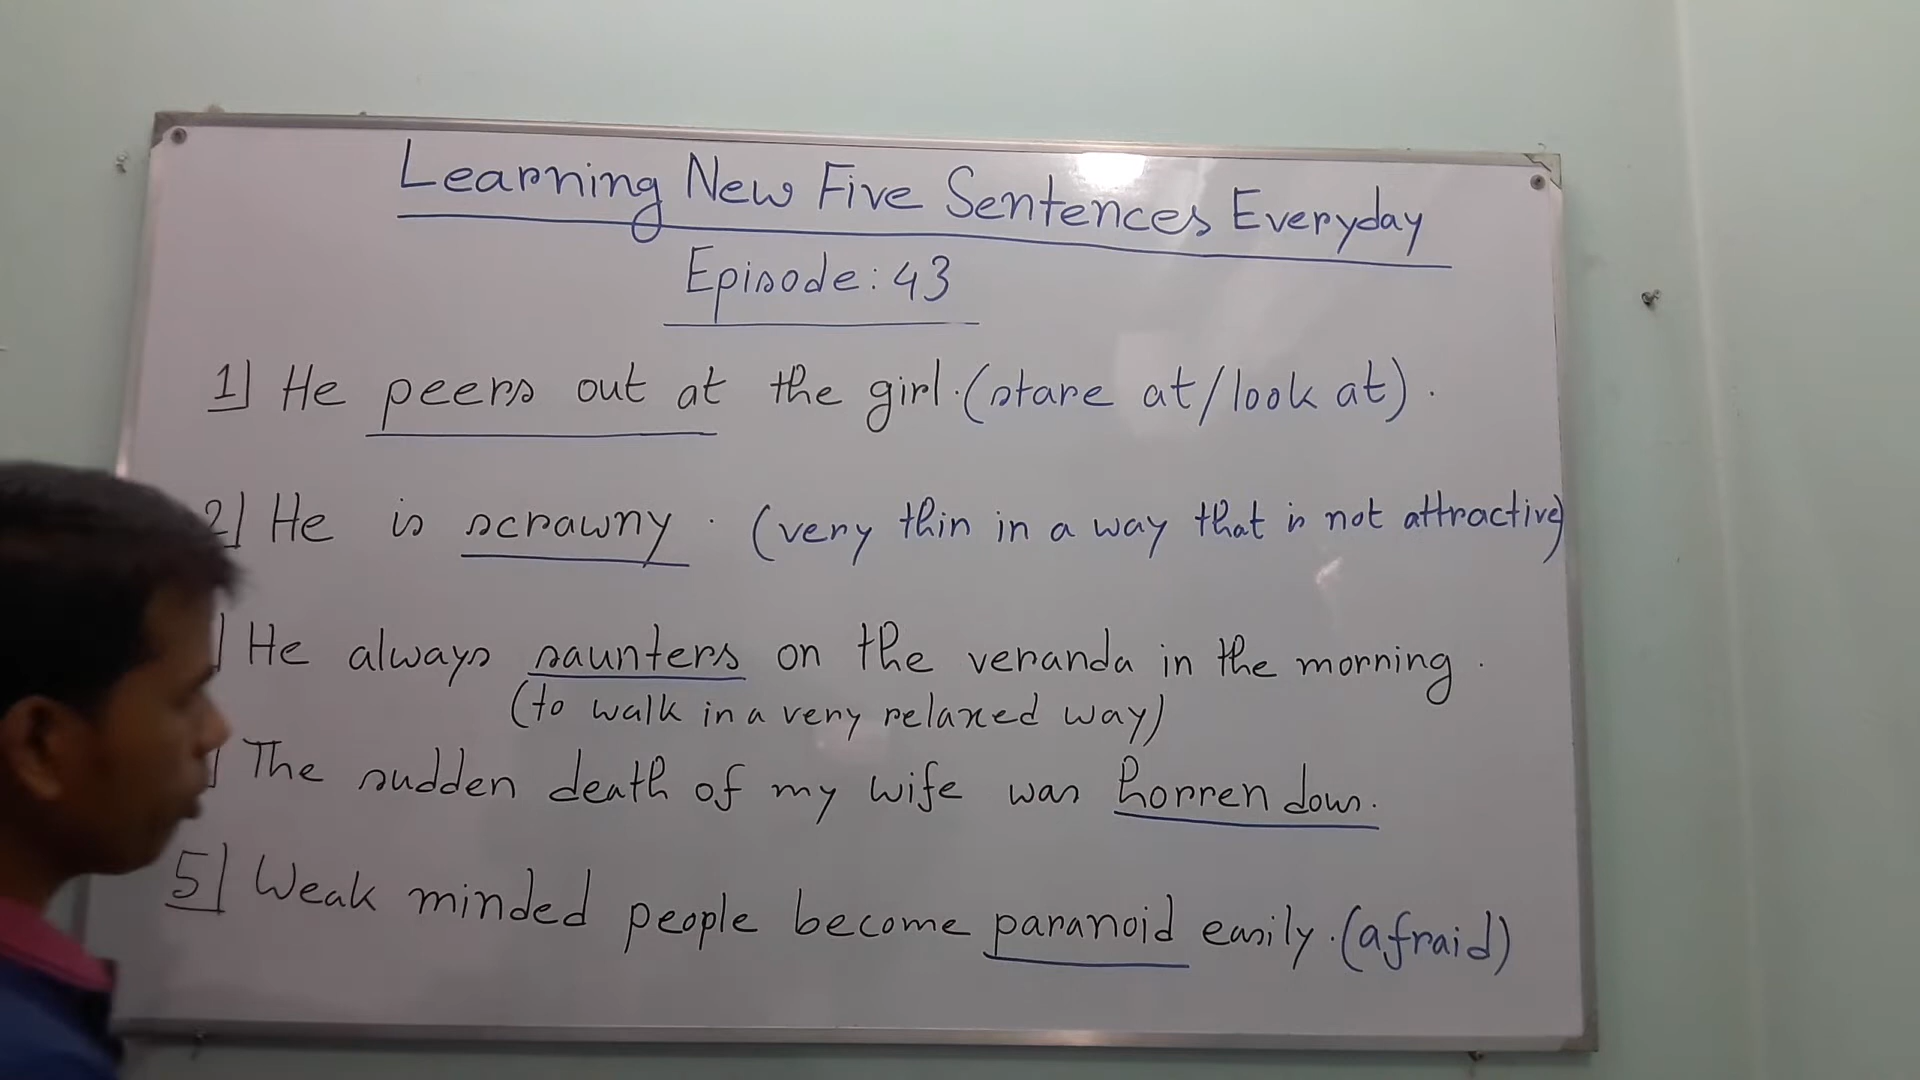 Learning New Five Sentences Everyday
Episode: 43
1] He peers out at the girl. (stare at/look at).
2] He is scrawny. (very thin in a way that is not attractive)
] He always saunters on the veranda in the morning.
(to walk in a very relaxed way)
] The sudden death of my wife was horrendous.
5] Weak minded people become paranoid easily. (afraid)